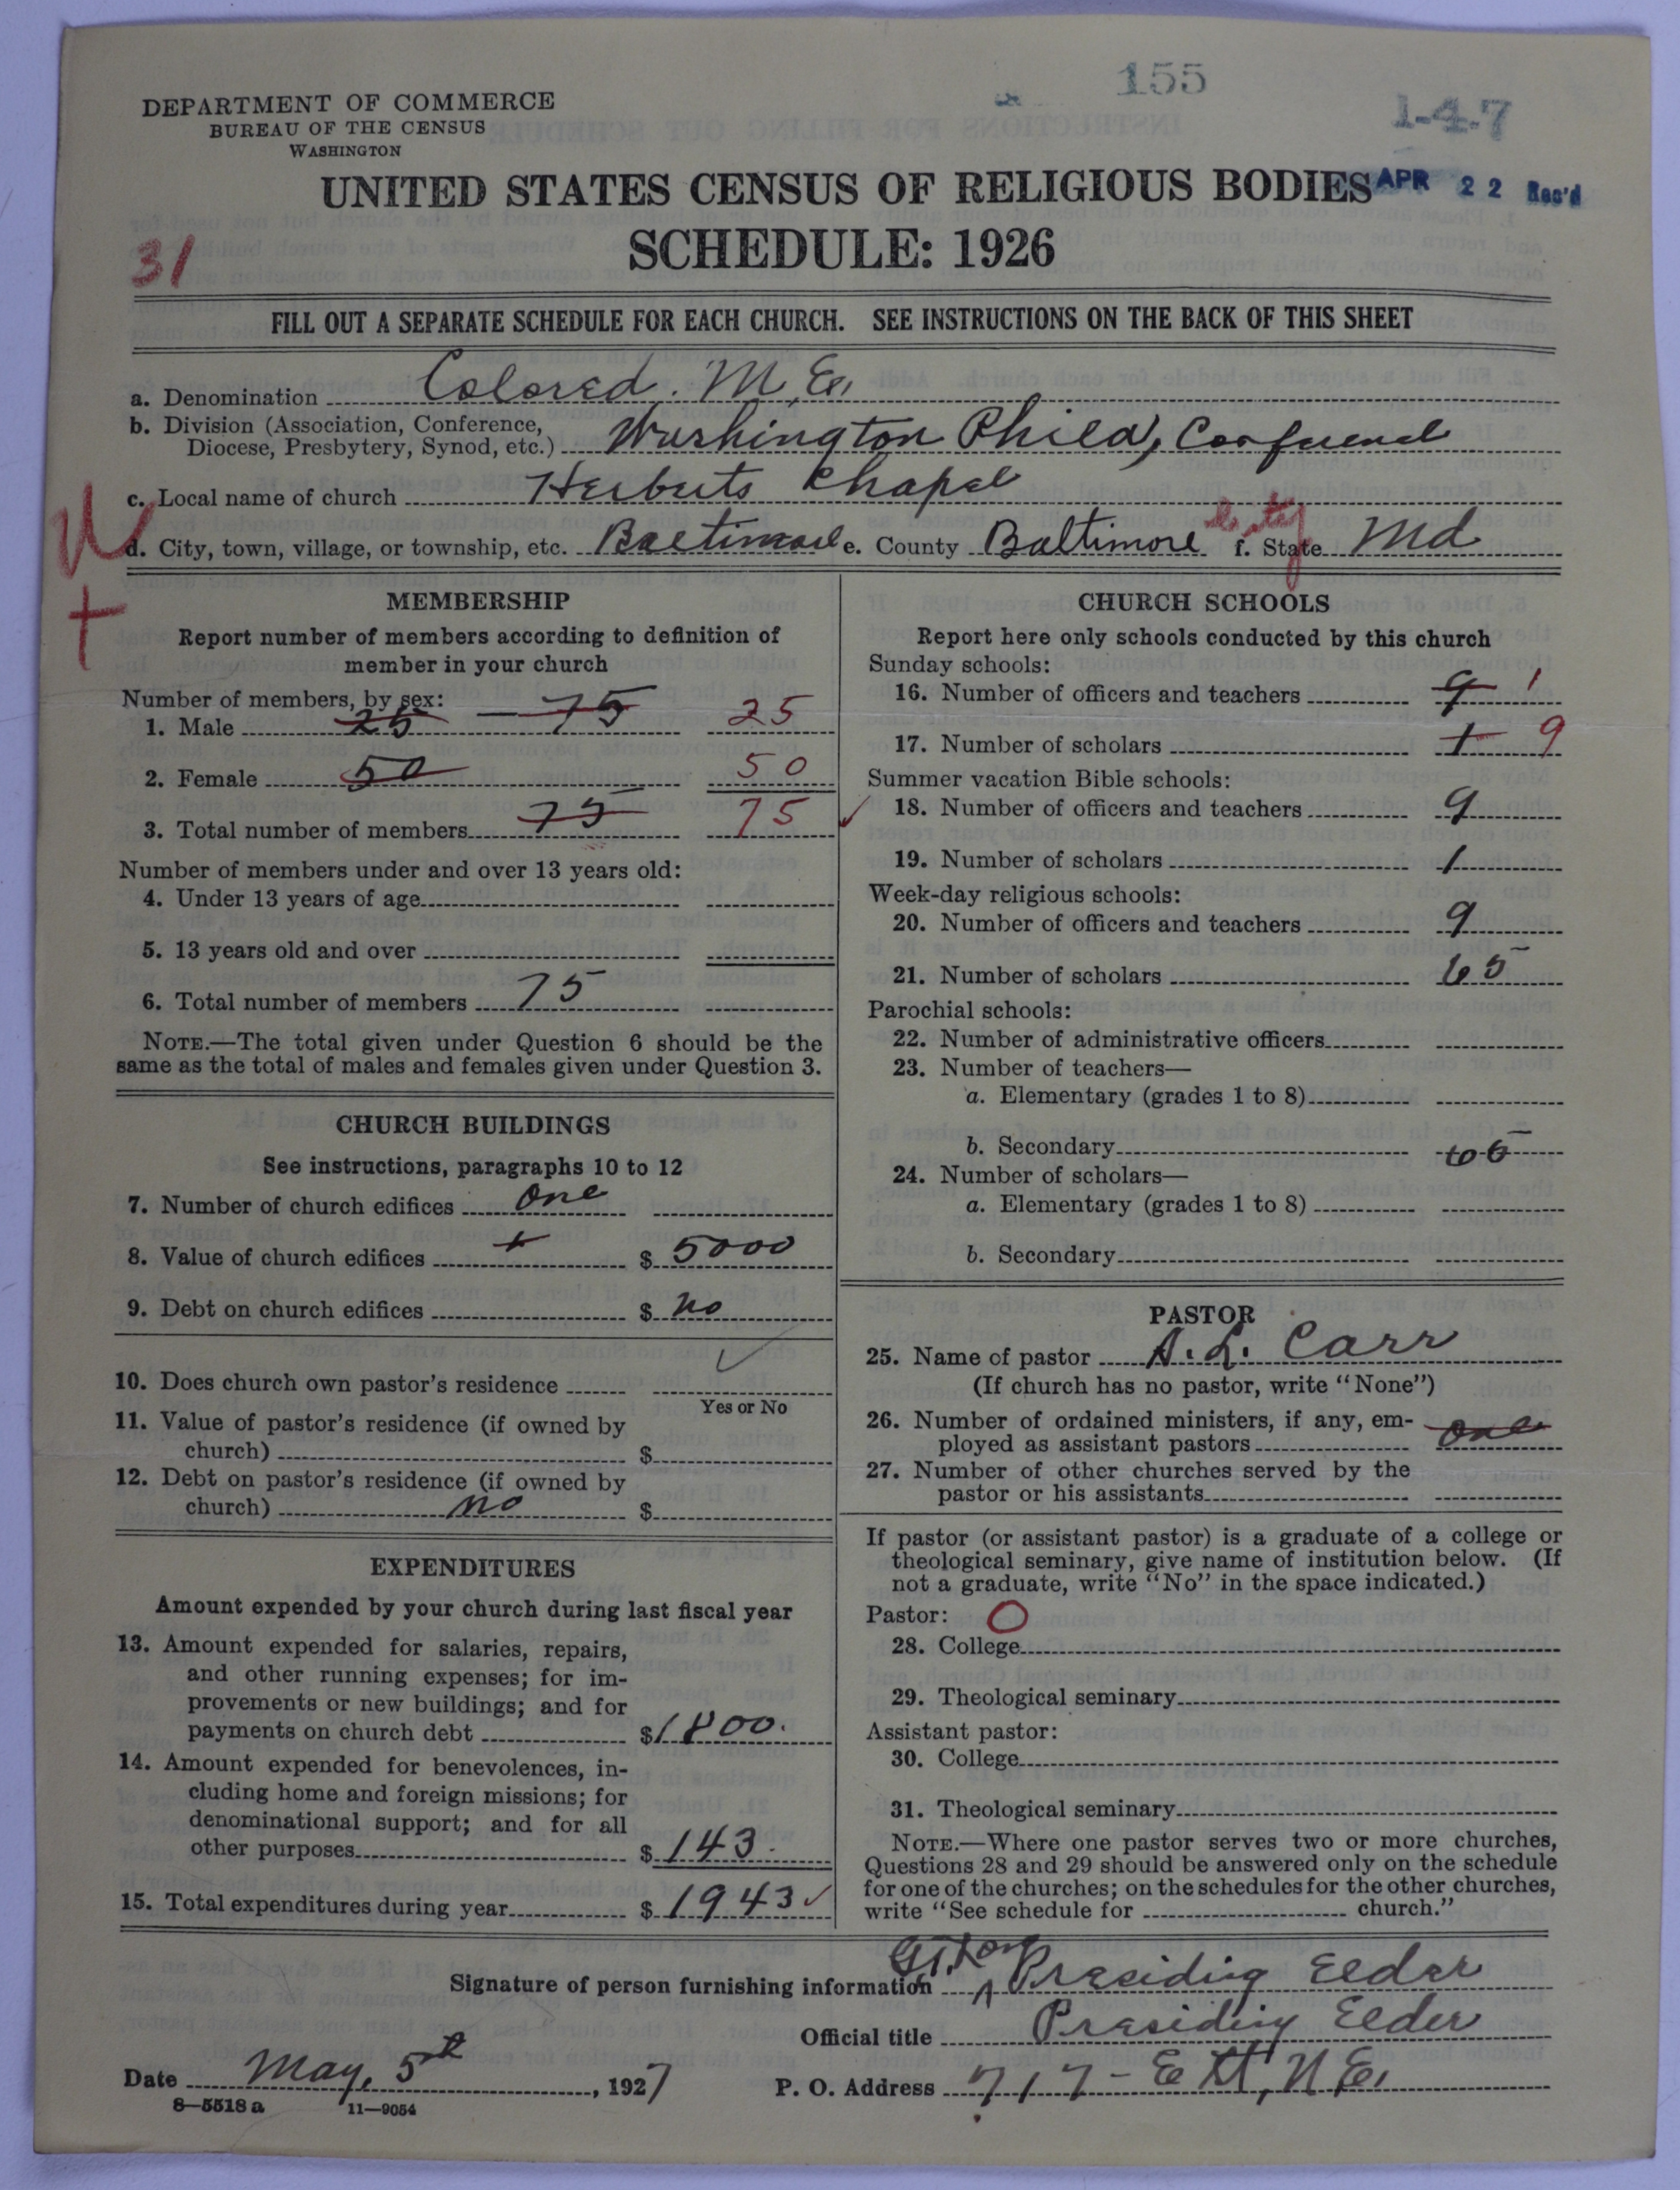 155
1-4-7
DEPARTMENT OF COMMERCE
BUREAU OF THE CENSUS
WASHINGTON
UNITED STATES CENSUS OF RELIGIOUS BODIES
APR 22 Rec'd
SCHEDULE: 1926
31
FILL OUT A SEPARATE SCHEDULE FOR EACH CHURCH. SEE INSTRUCTIONS ON THE BACK OF THIS SHEET
a. Denomination Colored. M. E.
b. Division (Association, Conference,
Diocese, Presbytery, Synod, etc.) Washington Phila,
c. Local name of church Herberts Chapel
d. City, town, village, or township, etc. Baltimore e. County Baltimore City f. State Md
MEMBERSHIP
Report number of members according to definition of
member in your church
Number of members, by sex:
1. Male 25 – 75 25
2. Female 50 50
3. Total number of members 75 75
Number of members under and over 13 years old:
4. Under 13 years of age
5. 13 years old and over
6. Total number of members 75
NOTE.—The total given under Question 6 should be the
same as the total of males and females given under Question 3.
CHURCH BUILDINGS
See instructions, paragraphs 10 to 12
7. Number of church edifices one
8. Value of church edifices $ 5000
9. Debt on church edifices $ no
10. Does church own pastor's residence
Yes or No
11. Value of pastor's residence (if owned by
church) $
12. Debt on pastor's residence (if owned by
church) no $
EXPENDITURES
Amount expended by your church during last fiscal year
13. Amount expended for salaries, repairs,
and other running expenses; for im-
provements or new buildings; and for
payments on church debt $ 1800.
14. Amount expended for benevolences, in-
cluding home and foreign missions; for
denominational support; and for all
other purposes $ 143.
15. Total expenditures during year $ 1943
CHURCH SCHOOLS
Report here only schools conducted by this church
Sunday schools:
16. Number of officers and teachers 9 1
17. Number of scholars 1 9
Summer vacation Bible schools:
18. Number of officers and teachers 9
19. Number of scholars 1
Week-day religious schools:
20. Number of officers and teachers 9
21. Number of scholars 65
Parochial schools:
22. Number of administrative officers
23. Number of teachers—
a. Elementary (grades 1 to 8)
b. Secondary 65
24. Number of scholars—
a. Elementary (grades 1 to 8)
b. Secondary
PASTOR
25. Name of pastor A. L. Carr
(If church has no pastor, write "None")
26. Number of ordained ministers, if any, em-
ployed as assistant pastors one
27. Number of other churches served by the
pastor or his assistants
If pastor (or assistant pastor) is a graduate of a college or
theological seminary, give name of institution below. (If
not a graduate, write "No" in the space indicated.)
Pastor: O
28. College
29. Theological seminary
Assistant pastor:
30. College
31. Theological seminary
NOTE.—Where one pastor serves two or more churches,
Questions 28 and 29 should be answered only on the schedule
for one of the churches; on the schedules for the other churches,
write "See schedule for church."
Signature of person furnishing information Presiding Elder
Official title Presiding Elder
Date May, 5th, 1927
P. O. Address 717 - E St, N E,
8—5518 a 11—9054